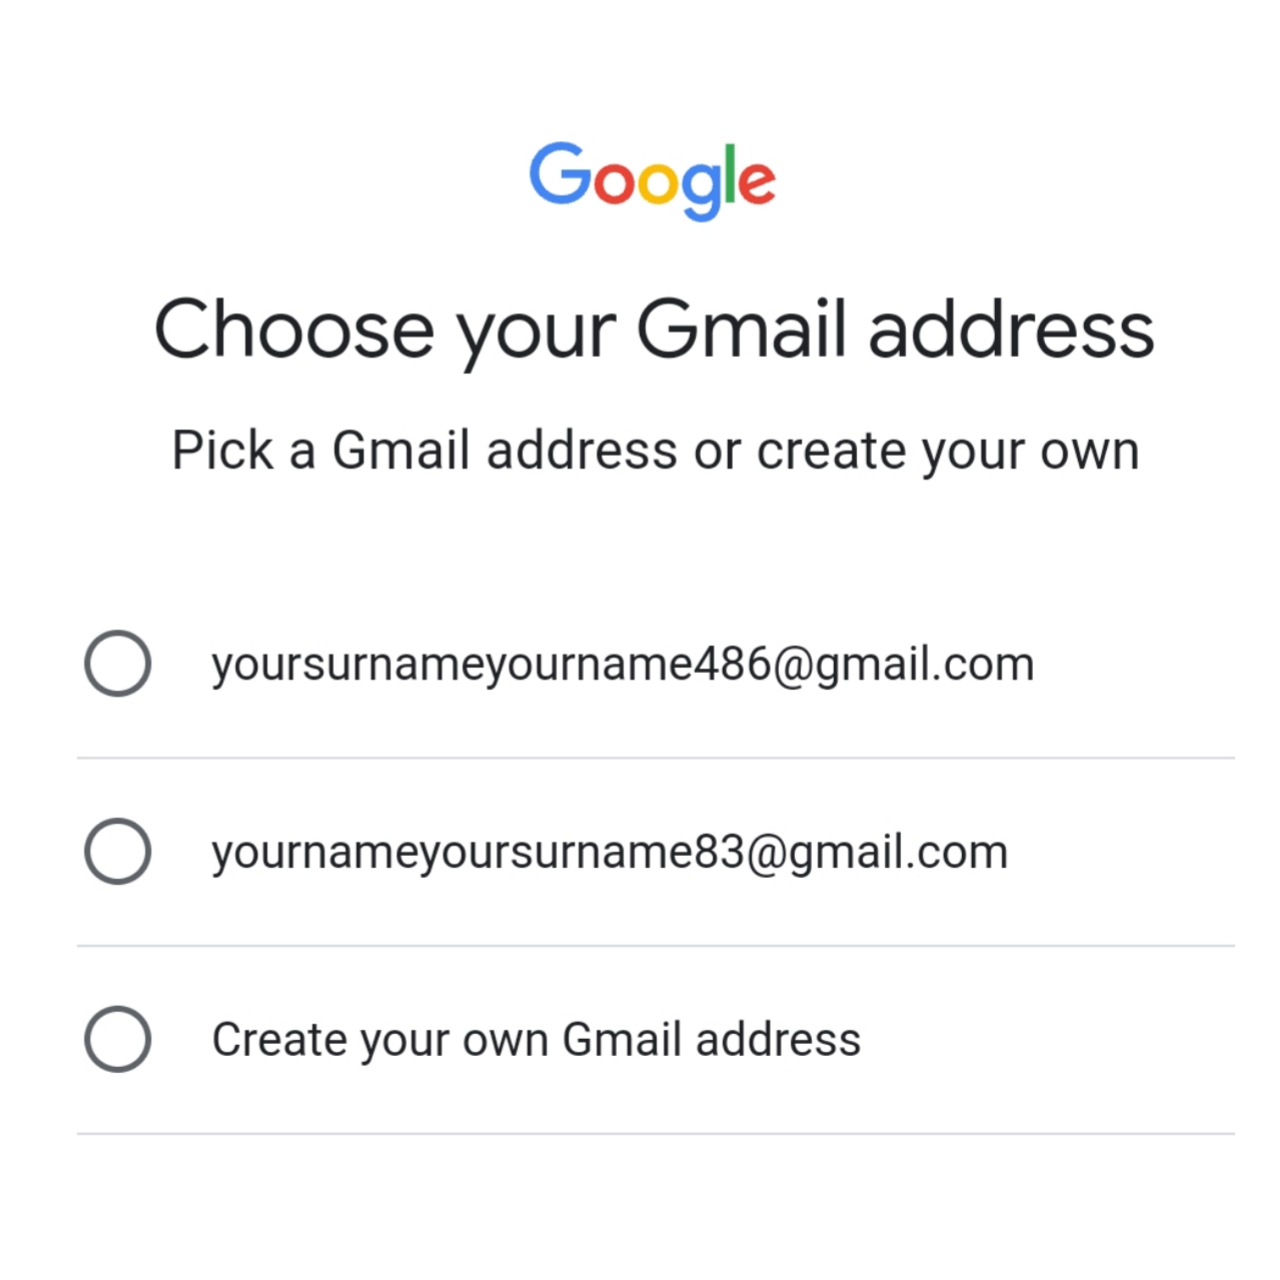 Google
Choose your Gmail address
Pick a Gmail address or create your own
yoursurnameyourname486@gmail.com
yournameyoursurname83@gmail.com
Create your own Gmail address